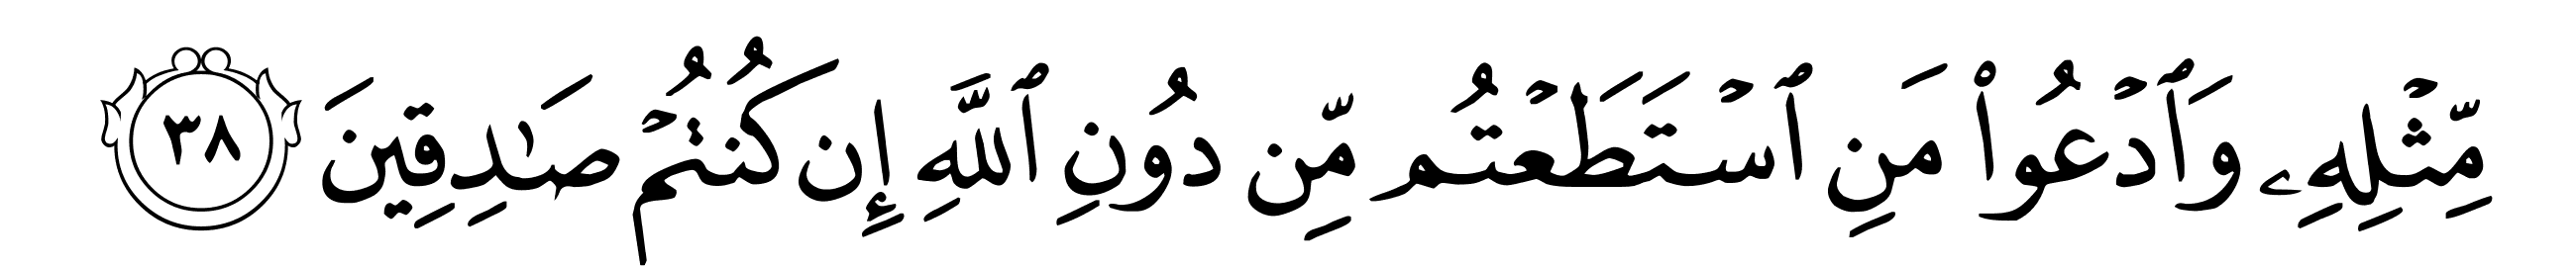 مِّثْلِهِۦ وَٱدْعُوا۟ مَنِ ٱسْتَطَعْتُم مِّن دُونِ ٱللَّهِ إِن كُنتُمْ صَـٰدِقِينَ ٣٨